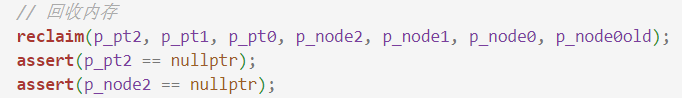 // 回收内存
reclaim(p_pt2, p_pt1, p_pt0, p_node2, p_node1, p_node0, p_node0old);
assert(p_pt2 == nullptr);
assert(p_node2 == nullptr);